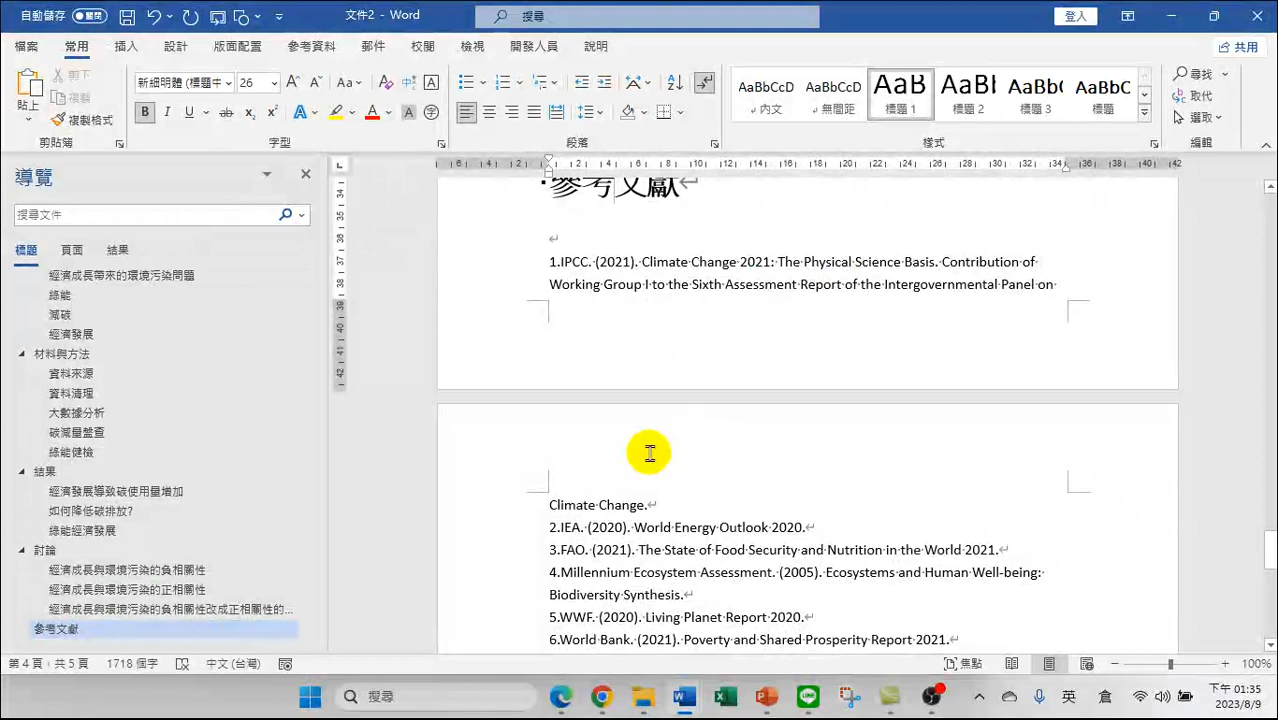 自動儲存 關閉
文件2 - Word
搜尋
登入
檔案 常用 插入 設計 版面配置 參考資料 郵件 校閱 檢視 開發人員 說明
共用
貼上
剪下
複製
複製格式
剪貼簿
新細明體 (標題中
26
字型
段落
AaBbCcD
內文
AaBbCcD
無間距
AaB
標題 1
AaBl
標題 2
AaBbC
標題 3
AaBbC
標題
樣式
尋找
取代
選取
編輯
導覽
搜尋文件
標題 頁面 結果
經濟成長帶來的環境污染問題
綠能
減碳
經濟發展
材料與方法
資料來源
資料清理
大數據分析
碳減量盤查
綠能健檢
結果
經濟發展導致碳使用量增加
如何降低碳排放?
綠能經濟發展
討論
經濟成長與環境污染的負相關性
經濟成長與環境污染的正相關性
經濟成長與環境污染的負相關性改成正相關性的...
參考文獻
參考文獻
1.IPCC. (2021). Climate Change 2021: The Physical Science Basis. Contribution of
Working Group I to the Sixth Assessment Report of the Intergovernmental Panel on
Climate Change.
2.IEA. (2020). World Energy Outlook 2020.
3.FAO. (2021). The State of Food Security and Nutrition in the World 2021.
4.Millennium Ecosystem Assessment. (2005). Ecosystems and Human Well-being:
Biodiversity Synthesis.
5.WWF. (2020). Living Planet Report 2020.
6.World Bank. (2021). Poverty and Shared Prosperity Report 2021.
第 4 頁，共 5 頁 1718 個字 中文 (台灣)
焦點
100%
搜尋
英
下午 01:35
2023/8/9